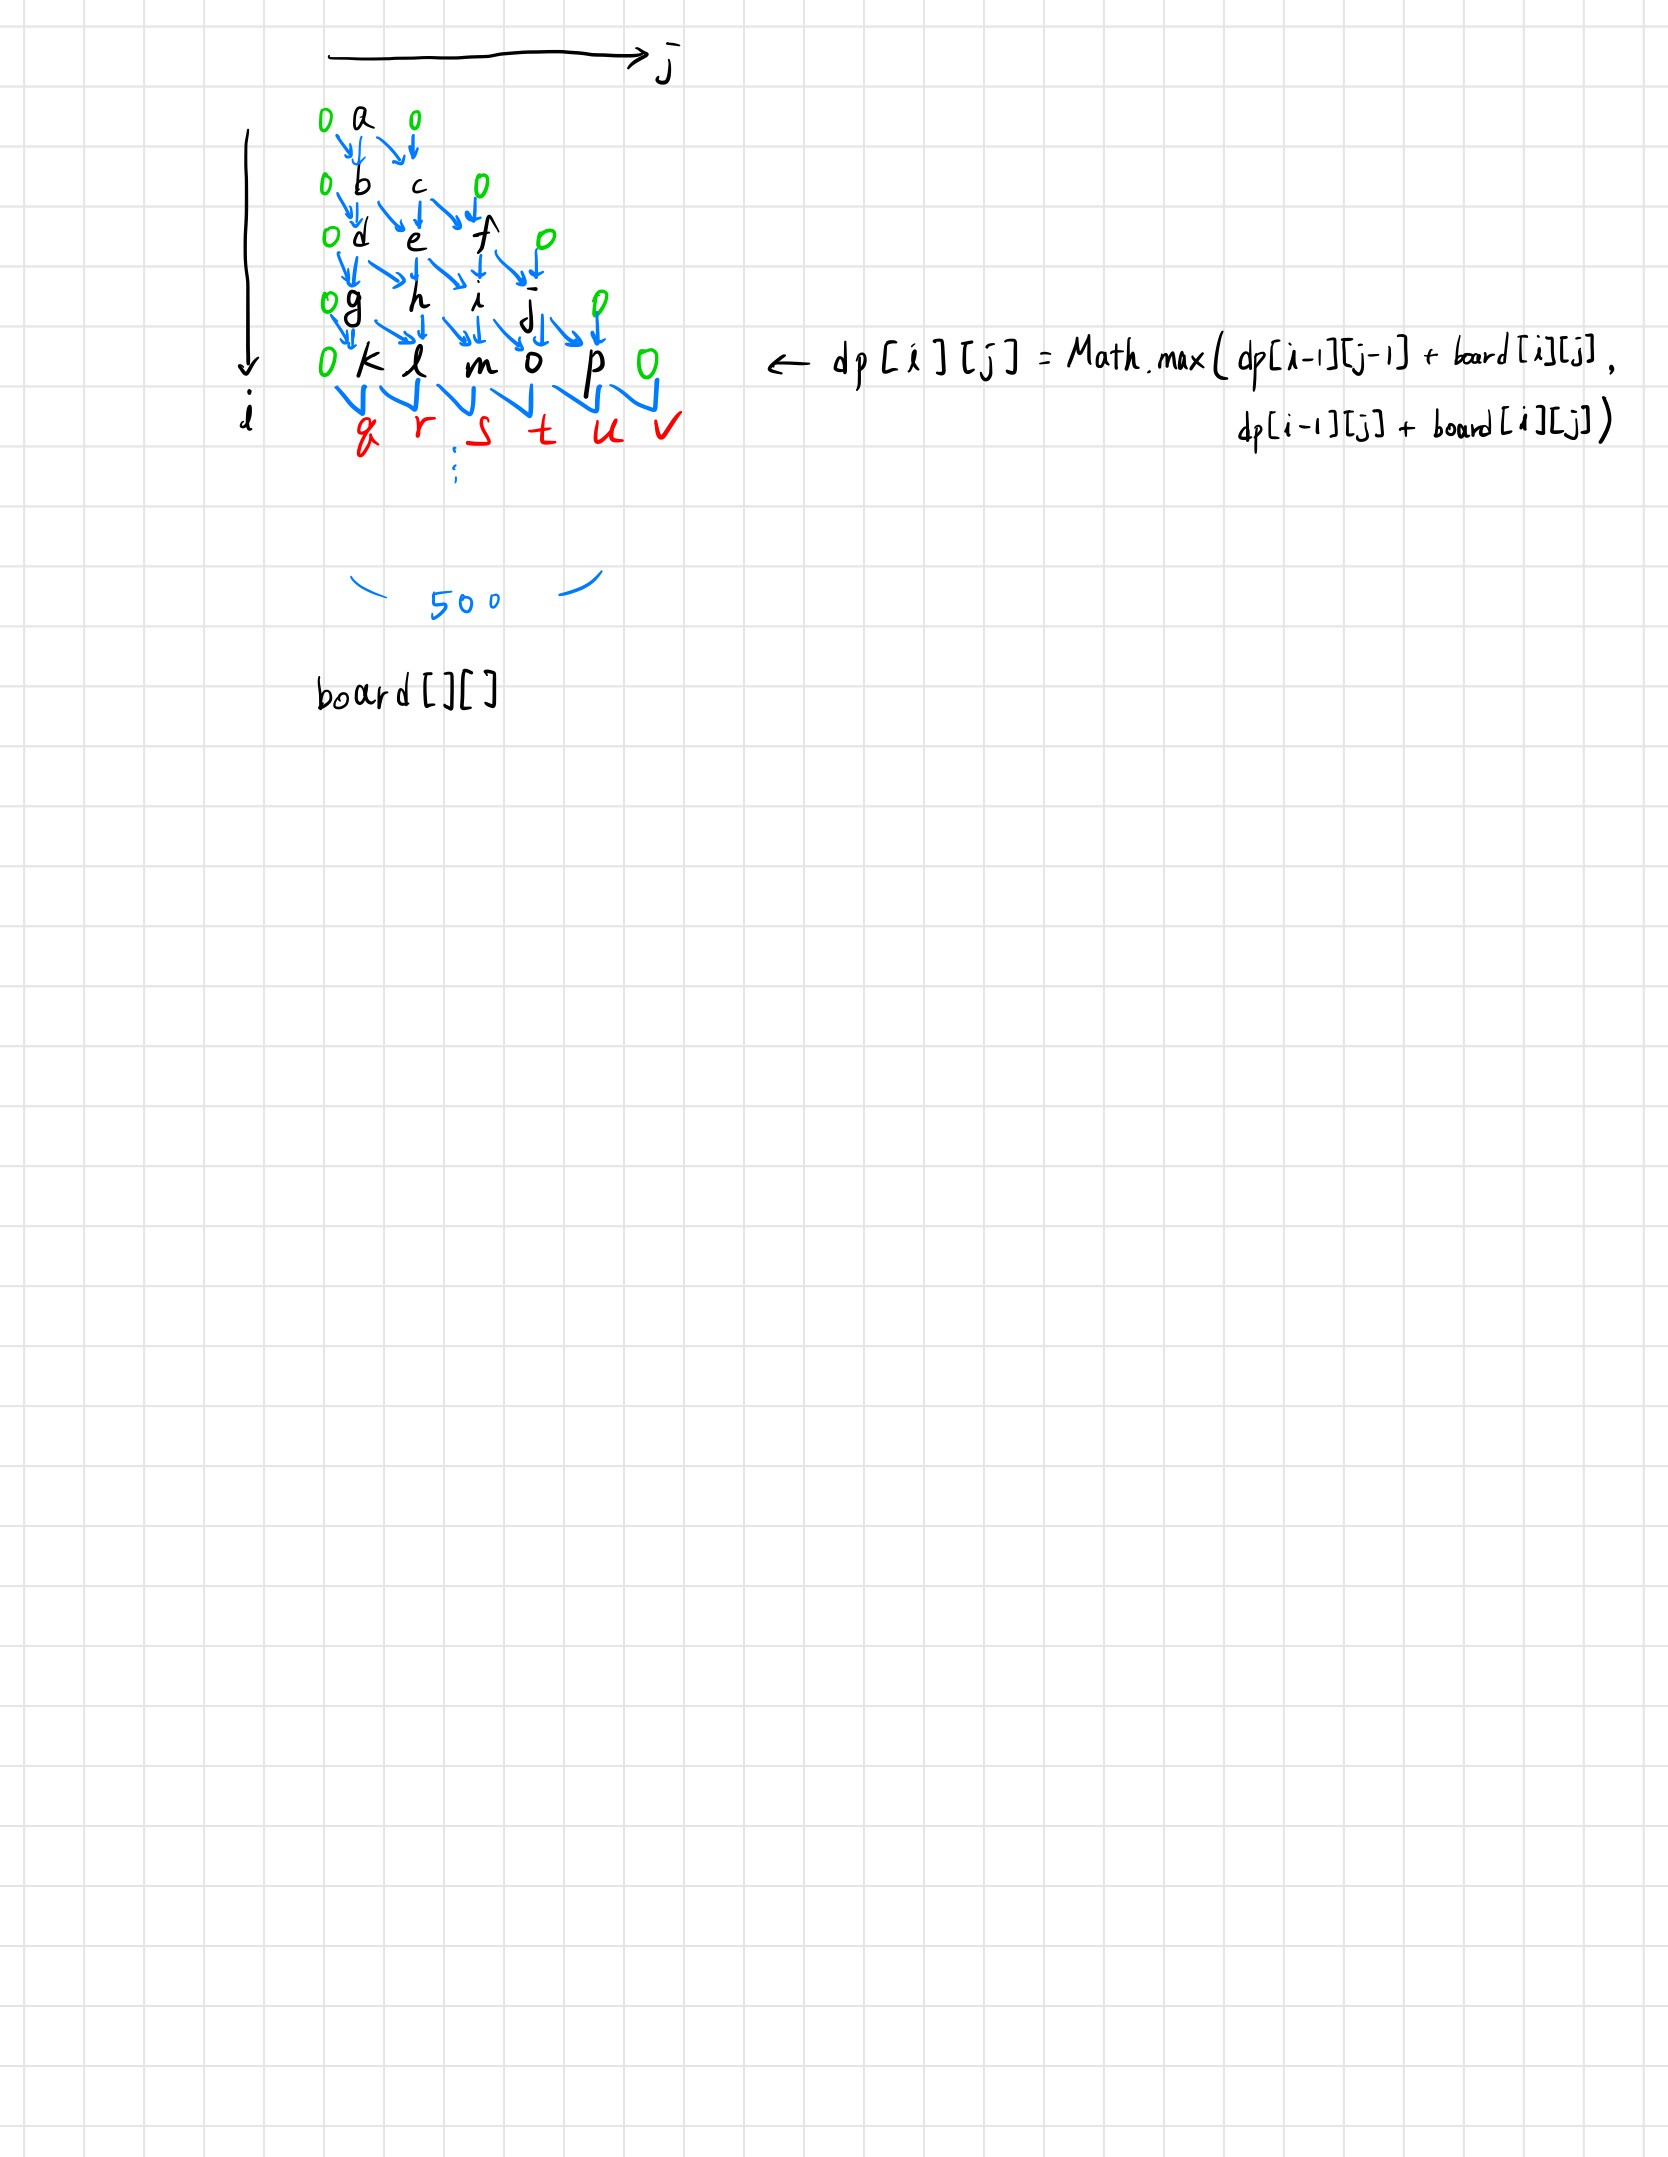 j
0 a 0
0 b c 0
0 d e f 0
0 g h i j 0
0 k l m o p 0 ← dp[i][j] = Math.max(dp[i-1][j-1] + board[i][j],
i q r s t u v dp[i-1][j] + board[i][j])
500
board[][]